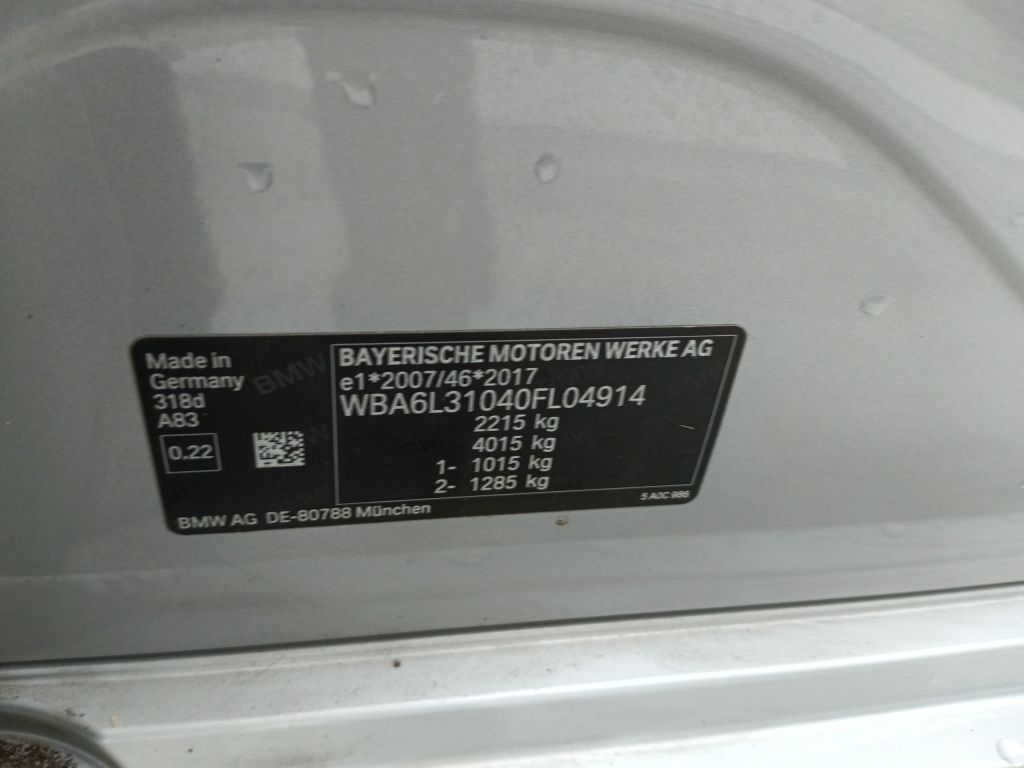 Made in
Germany
318d
A83
0.22
BAYERISCHE MOTOREN WERKE AG
e1*2007/46*2017
WBA6L31040FL04914
2215 kg
4015 kg
1- 1015 kg
2- 1285 kg
5 A0C 986
BMW AG DE-80788 München